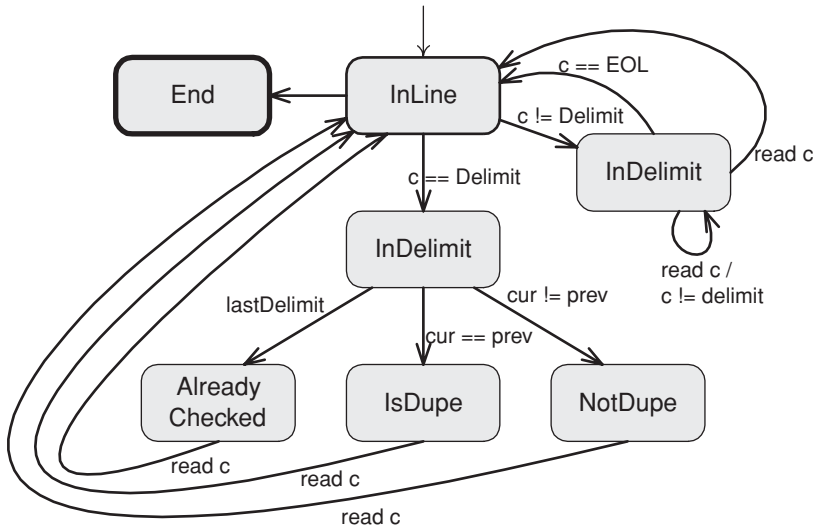 End
InLine
c == EOL
c != Delimit
InDelimit
read c
c == Delimit
InDelimit
read c /
c != delimit
lastDelimit
cur != prev
cur == prev
Already
Checked
IsDupe
NotDupe
read c
read c
read c